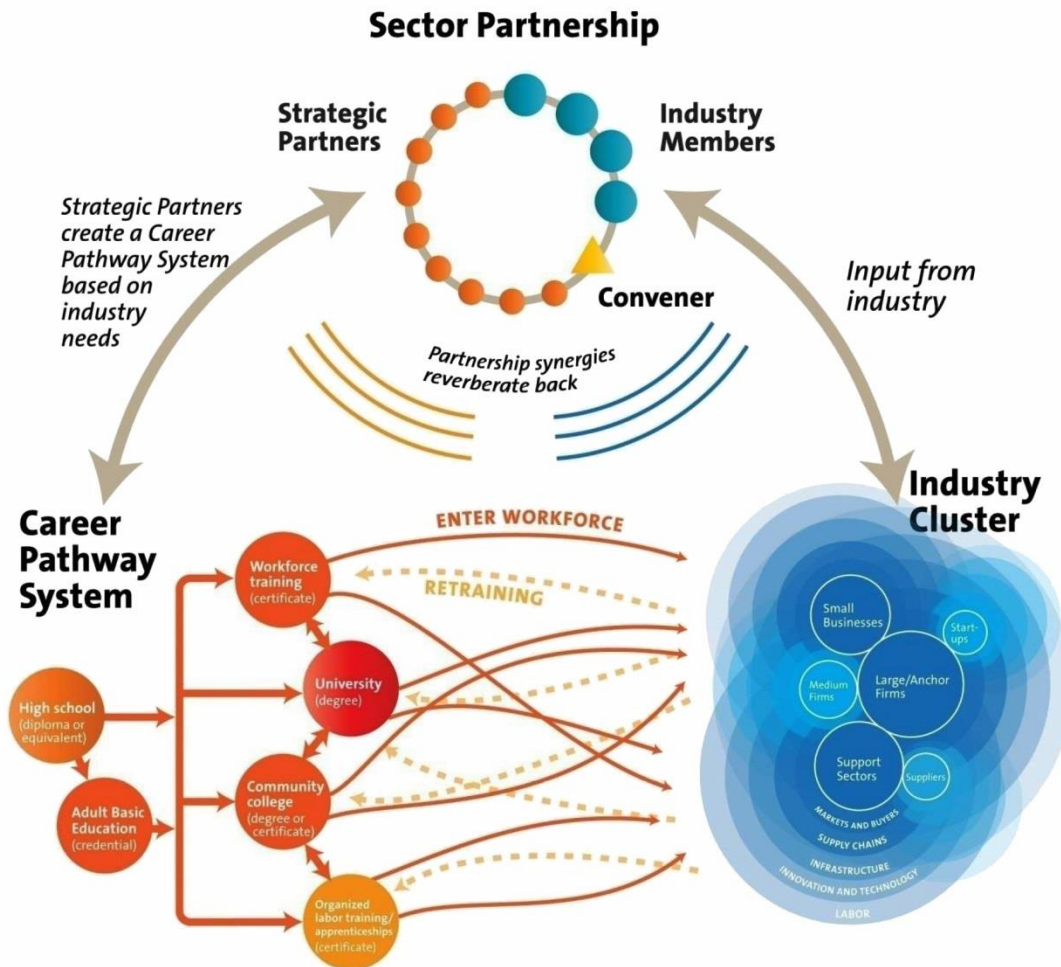 Sector Partnership
Strategic
Partners
Industry
Members
Strategic Partners
create a Career
Pathway System
based on
industry
needs
Input from
industry
Convener
Partnership synergies
reverberate back
Career
Pathway
System
Industry
Cluster
ENTER WORKFORCE
RETRAINING
Workforce
training
(certificate)
University
(degree)
High school
(diploma or
equivalent)
Community
college
(degree or
certificate)
Adult Basic
Education
(credential)
Organized
labor training/
apprenticeships
(certificate)
Small
Businesses
Start-
ups
Medium
Firms
Large/Anchor
Firms
Support
Sectors
Suppliers
MARKETS AND BUYERS
SUPPLY CHAINS
INFRASTRUCTURE
INNOVATION AND TECHNOLOGY
LABOR